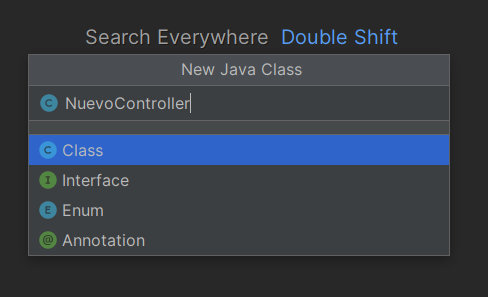 Search Everywhere Double Shift
New Java Class
C NuevoController
C Class
I Interface
E Enum
@ Annotation